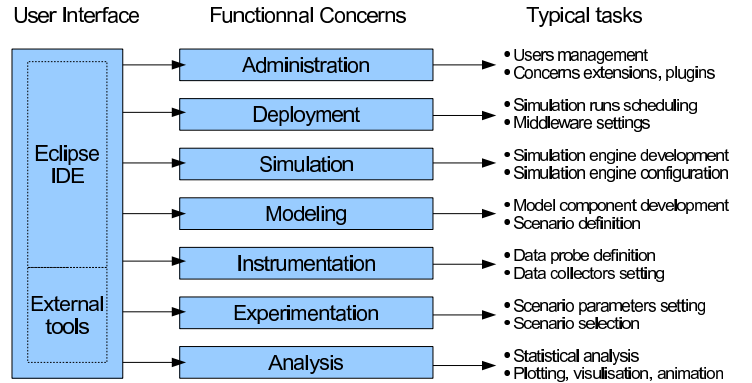 User Interface
Functionnal Concerns
Typical tasks
Eclipse
IDE
External
tools
Administration
• Users management
• Concerns extensions, plugins
Deployment
• Simulation runs scheduling
• Middleware settings
Simulation
• Simulation engine development
• Simulation engine configuration
Modeling
• Model component development
• Scenario definition
Instrumentation
• Data probe definition
• Data collectors setting
Experimentation
• Scenario parameters setting
• Scenario selection
Analysis
• Statistical analysis
• Plotting, visulisation, animation